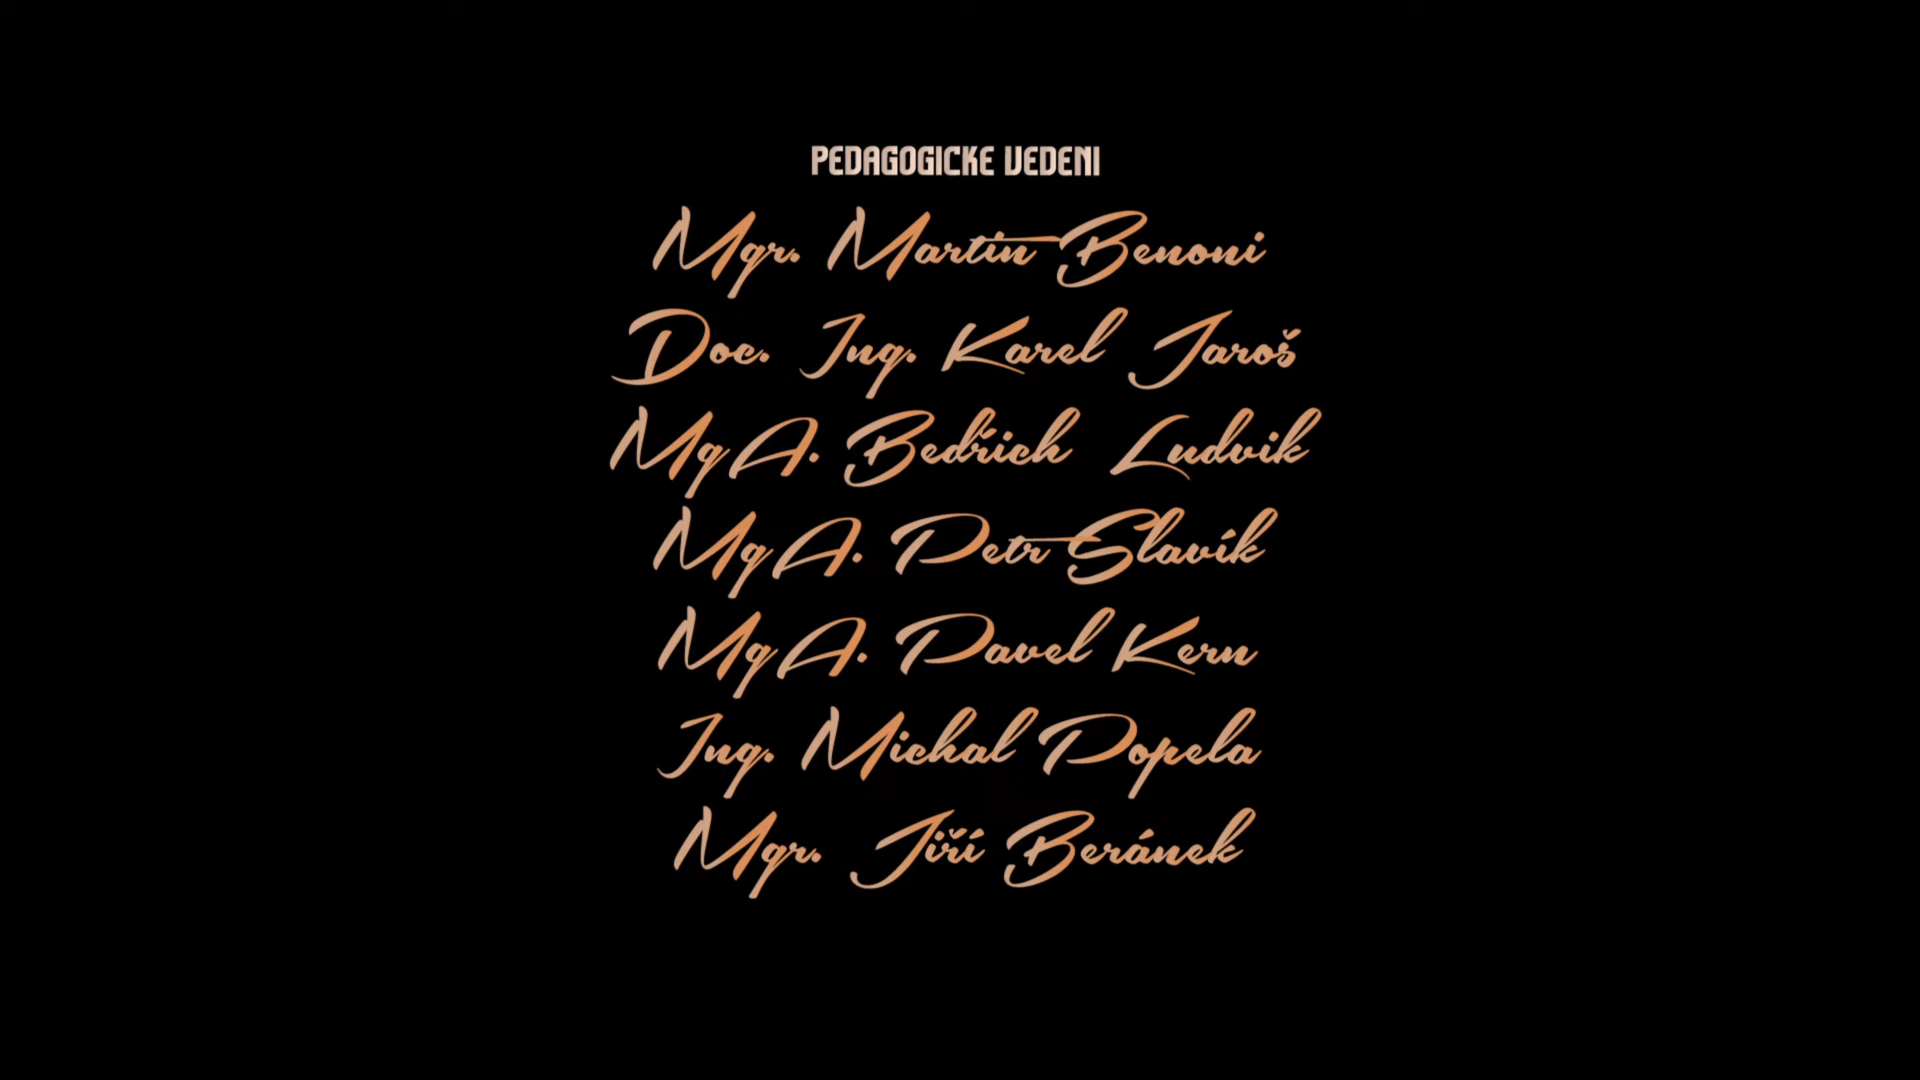 PEDAGOGICKE VEDENI
Mgr. Martin Benoni
Doc. Ing. Karel Jaroš
MgA. Bedřich Ludvik
MgA. Petr Slavík
MgA. Pavel Kern
Ing. Michal Popela
Mgr. Jiří Beránek